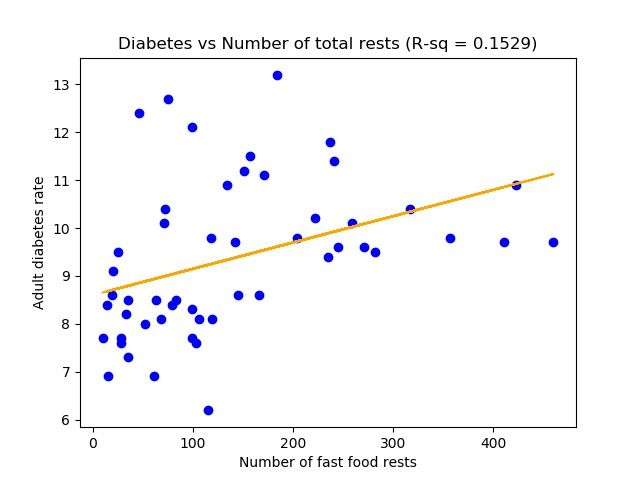 Diabetes vs Number of total rests (R-sq = 0.1529)
Adult diabetes rate
13
12
11
10
9
8
7
6
0 100 200 300 400
Number of fast food rests